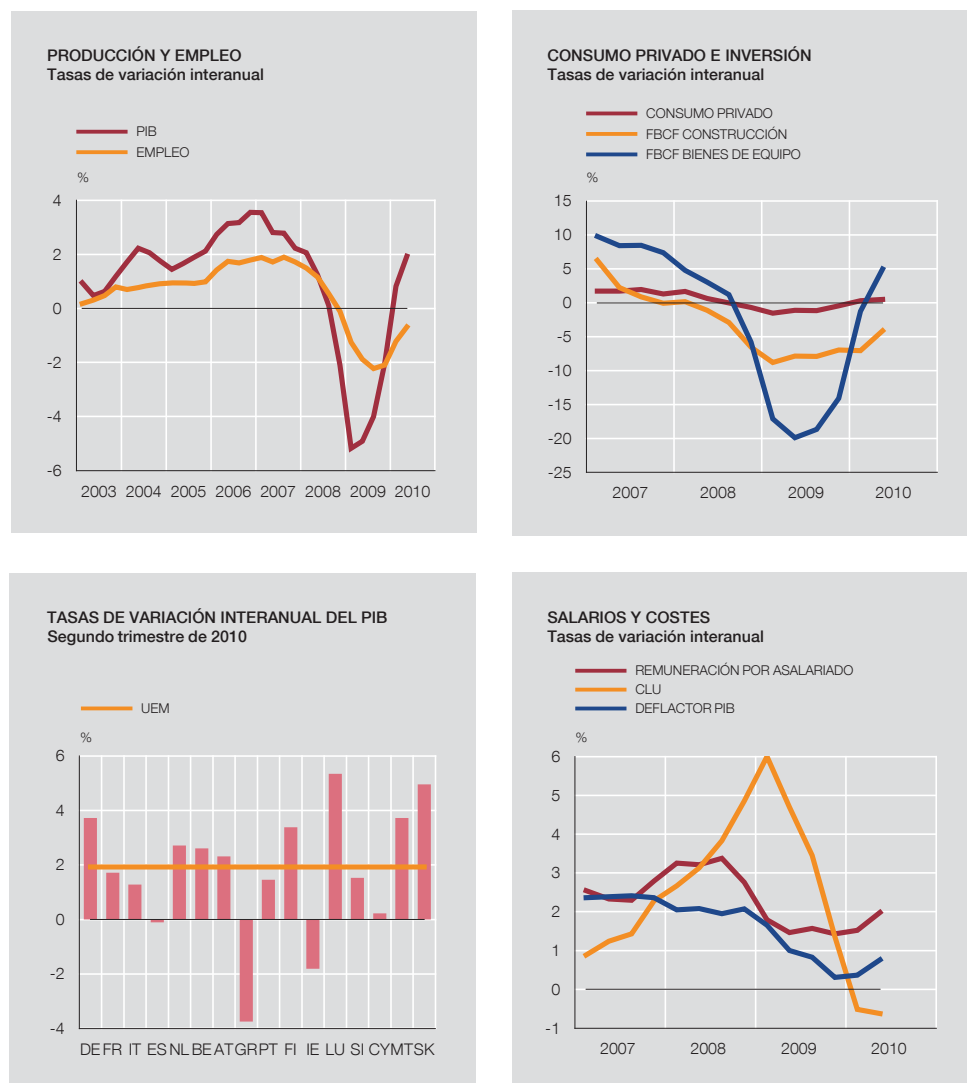 PRODUCCIÓN Y EMPLEO
Tasas de variación interanual
PIB
EMPLEO
%
4
2
0
-2
-4
-6
2003 2004 2005 2006 2007 2008 2009 2010
CONSUMO PRIVADO E INVERSIÓN
Tasas de variación interanual
CONSUMO PRIVADO
FBCF CONSTRUCCIÓN
FBCF BIENES DE EQUIPO
%
15
10
5
0
-5
-10
-15
-20
-25
2007 2008 2009 2010
TASAS DE VARIACIÓN INTERANUAL DEL PIB
Segundo trimestre de 2010
UEM
%
6
4
2
0
-2
-4
DE FR IT ES NL BE AT GR PT FI IE LU SI CY MT SK
SALARIOS Y COSTES
Tasas de variación interanual
REMUNERACIÓN POR ASALARIADO
CLU
DEFLACTOR PIB
%
6
5
4
3
2
1
0
-1
2007 2008 2009 2010